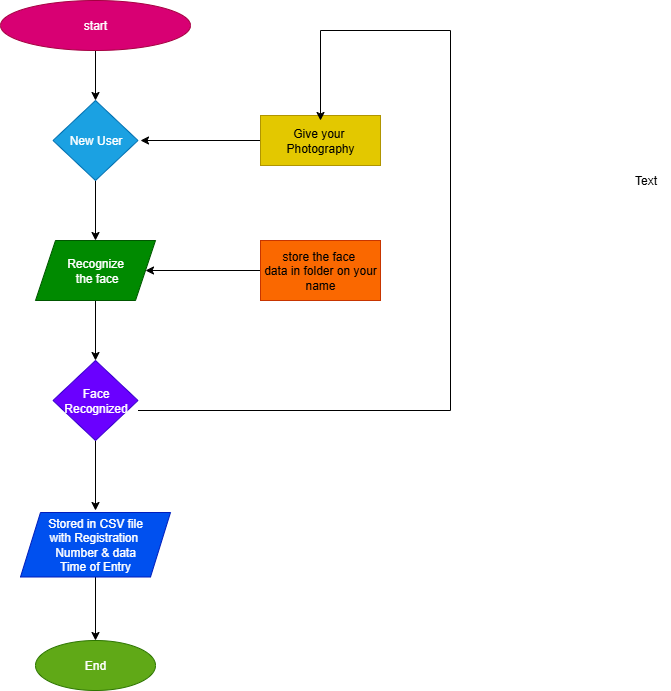 start
New User
Give your
Photography
Text
Recognize
the face
store the face
data in folder on your
name
Face
Recognized
Stored in CSV file
with Registration
Number & data
Time of Entry
End